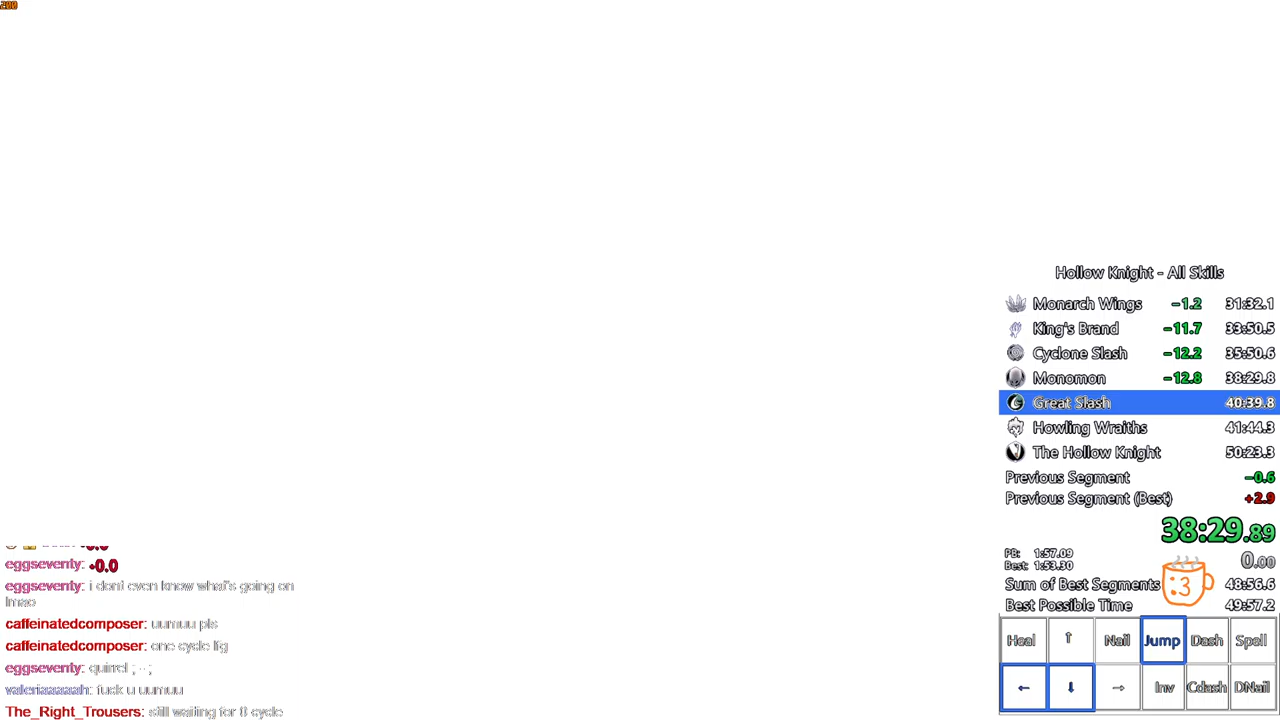 200
Hollow Knight - All Skills
Monarch Wings -1.2 31:32.1
King's Brand -11.7 33:50.5
Cyclone Slash -12.2 35:50.6
Monomon -12.8 38:29.8
Great Slash 40:39.8
Howling Wraiths 41:44.3
The Hollow Knight 50:23.3
Previous Segment -0.6
Previous Segment (Best) +2.9
38:29.89
PB: 1:57.09 0.00
Best: 1:53.30
Sum of Best Segments 48:56.6
Best Possible Time 49:57.2
Heal ↑ Nail Jump Dash Spell
← ↓ → Inv Cdash DNail
eggseventy:
eggseventy: i dont even know what's going on
lmao
caffeinatedcomposer: uumuu pls
caffeinatedcomposer: one cycle lfg
eggseventy: quirrel ; - ;
valeriaaaaaah: fuck u uumuu
The_Right_Trousers: still waiting for 8 cycle